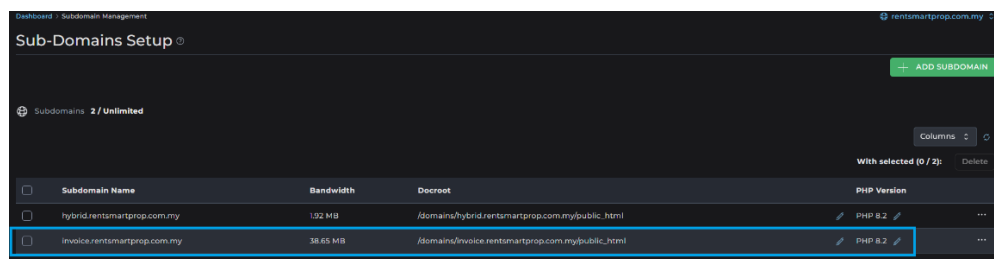 Dashboard > Subdomain Management
rentsmartprop.com.my
Sub-Domains Setup
ADD SUBDOMAIN
Subdomains 2 / Unlimited
Columns
With selected (0 / 2): Delete
Subdomain Name Bandwidth Docroot PHP Version
hybrid.rentsmartprop.com.my 1.92 MB /domains/hybrid.rentsmartprop.com.my/public_html PHP 8.2 ...
invoice.rentsmartprop.com.my 38.65 MB /domains/invoice.rentsmartprop.com.my/public_html PHP 8.2 ...